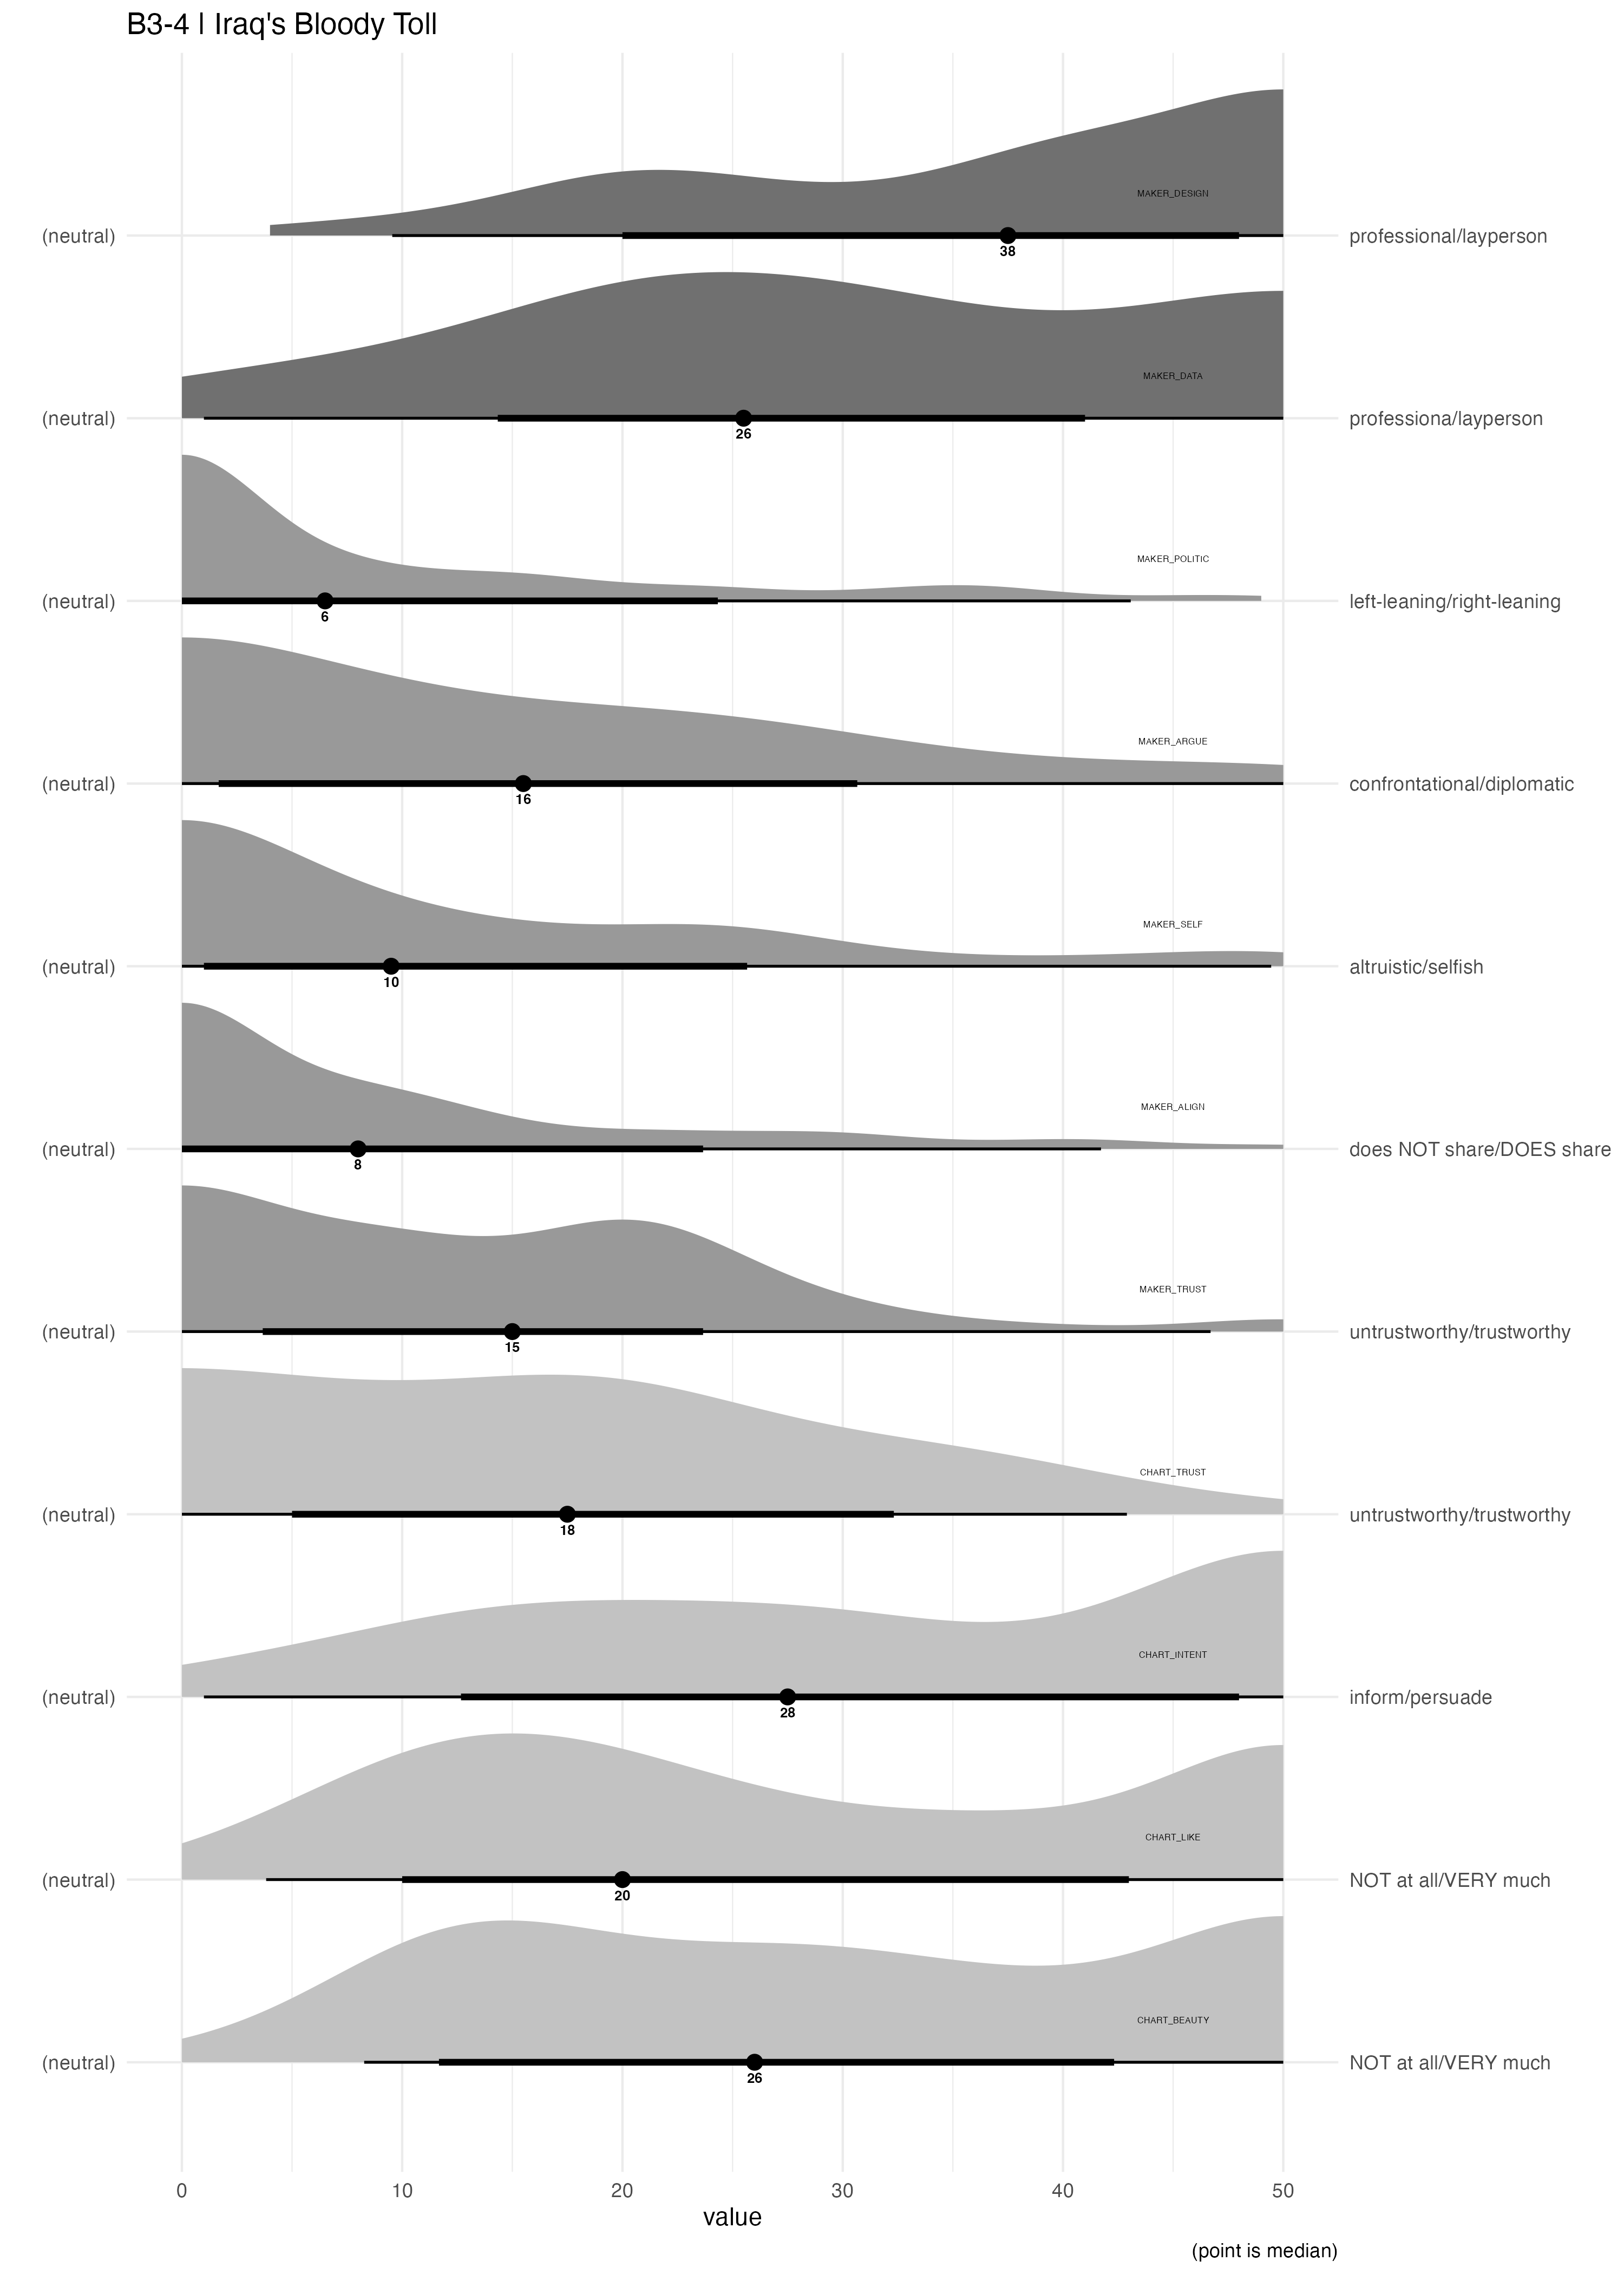 B3-4 | Iraq's Bloody Toll
MAKER_DESIGN
(neutral) professional/layperson
38
MAKER_DATA
(neutral) professiona/layperson
26
MAKER_POLITIC
(neutral) left-leaning/right-leaning
6
MAKER_ARGUE
(neutral) confrontational/diplomatic
16
MAKER_SELF
(neutral) altruistic/selfish
10
MAKER_ALIGN
(neutral) does NOT share/DOES share
8
MAKER_TRUST
(neutral) untrustworthy/trustworthy
15
CHART_TRUST
(neutral) untrustworthy/trustworthy
18
CHART_INTENT
(neutral) inform/persuade
28
CHART_LIKE
(neutral) NOT at all/VERY much
20
CHART_BEAUTY
(neutral) NOT at all/VERY much
26
0 10 20 30 40 50
value
(point is median)